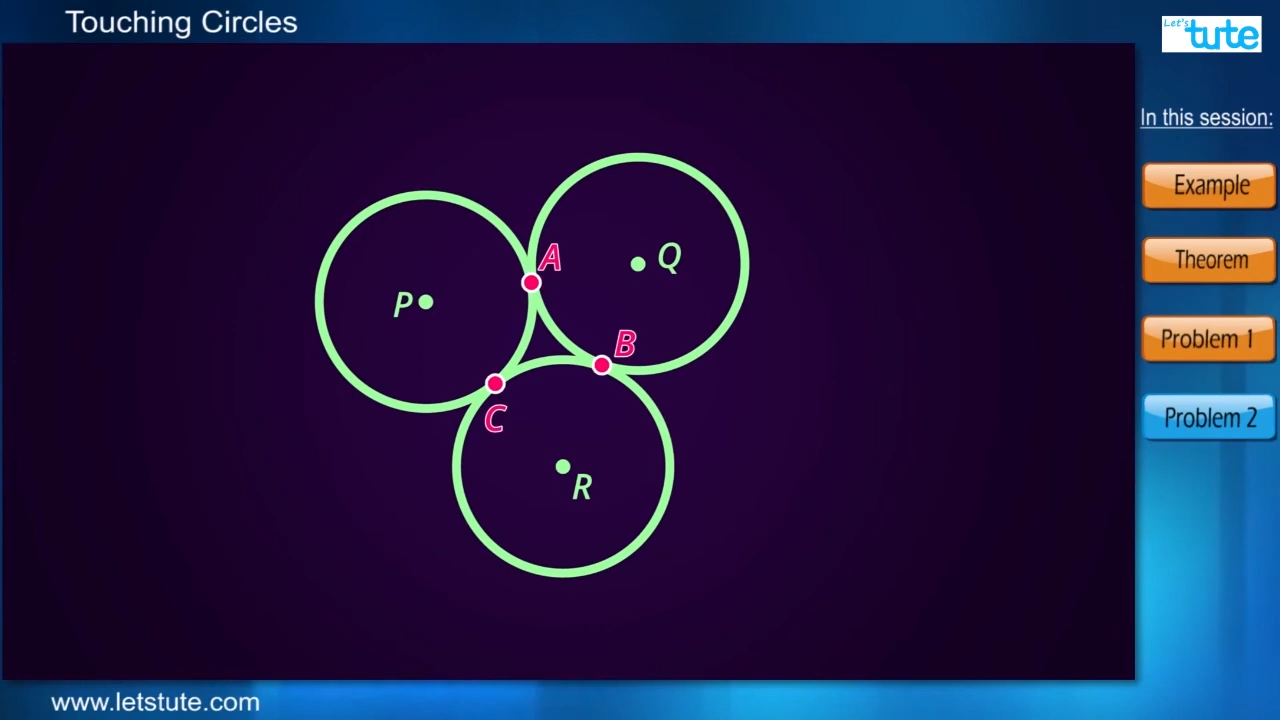 Touching Circles
Let's
tute
In this session:
Example
Theorem
Problem 1
Problem 2
A
Q
P
B
C
R
www.letstute.com